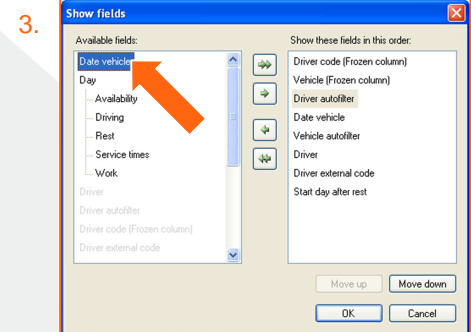 3.
Show fields
Available fields:
Date vehicle
Day
Availability
Driving
Rest
Service times
Work
Driver
Driver autofilter
Driver code (Frozen column)
Driver external code
Show these fields in this order:
Driver code (Frozen column)
Vehicle (Frozen column)
Driver autofilter
Date vehicle
Vehicle autofilter
Driver
Driver external code
Start day after rest
Move up
Move down
OK
Cancel